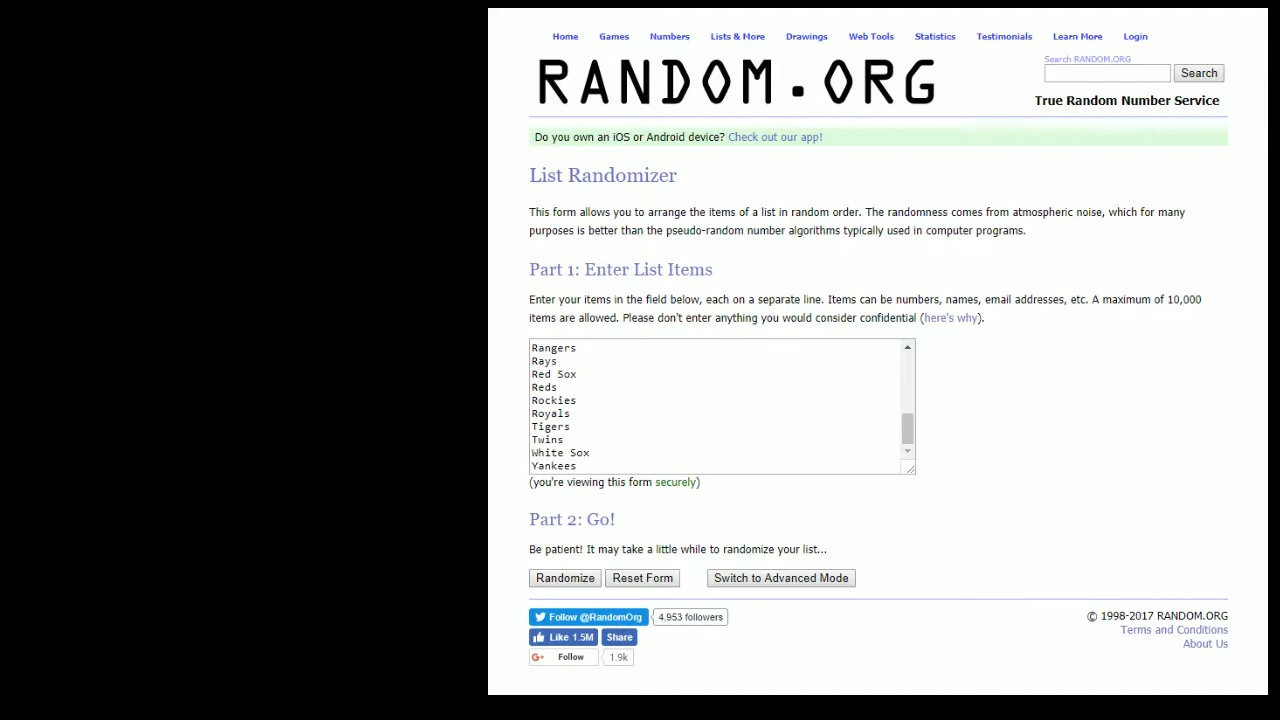 Home Games Numbers Lists & More Drawings Web Tools Statistics Testimonials Learn More Login
RANDOM.ORG
Search RANDOM.ORG
Search
True Random Number Service
Do you own an iOS or Android device? Check out our app!
List Randomizer
This form allows you to arrange the items of a list in random order. The randomness comes from atmospheric noise, which for many
purposes is better than the pseudo-random number algorithms typically used in computer programs.
Part 1: Enter List Items
Enter your items in the field below, each on a separate line. Items can be numbers, names, email addresses, etc. A maximum of 10,000
items are allowed. Please don't enter anything you would consider confidential (here's why).
Rangers
Rays
Red Sox
Reds
Rockies
Royals
Tigers
Twins
White Sox
Yankees
(you're viewing this form securely)
Part 2: Go!
Be patient! It may take a little while to randomize your list...
Randomize Reset Form Switch to Advanced Mode
Follow @RandomOrg 4,953 followers
Like 1.5M Share
G+ Follow 1.9k
© 1998-2017 RANDOM.ORG
Terms and Conditions
About Us